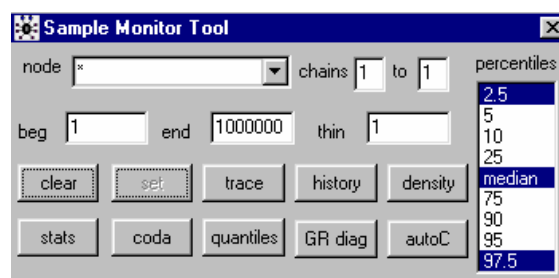 Sample Monitor Tool
node * chains 1 to 1 percentiles
beg 1 end 1000000 thin 1
clear set trace history density
stats coda quantiles GR diag autoC
2.5
5
10
25
median
75
90
95
97.5